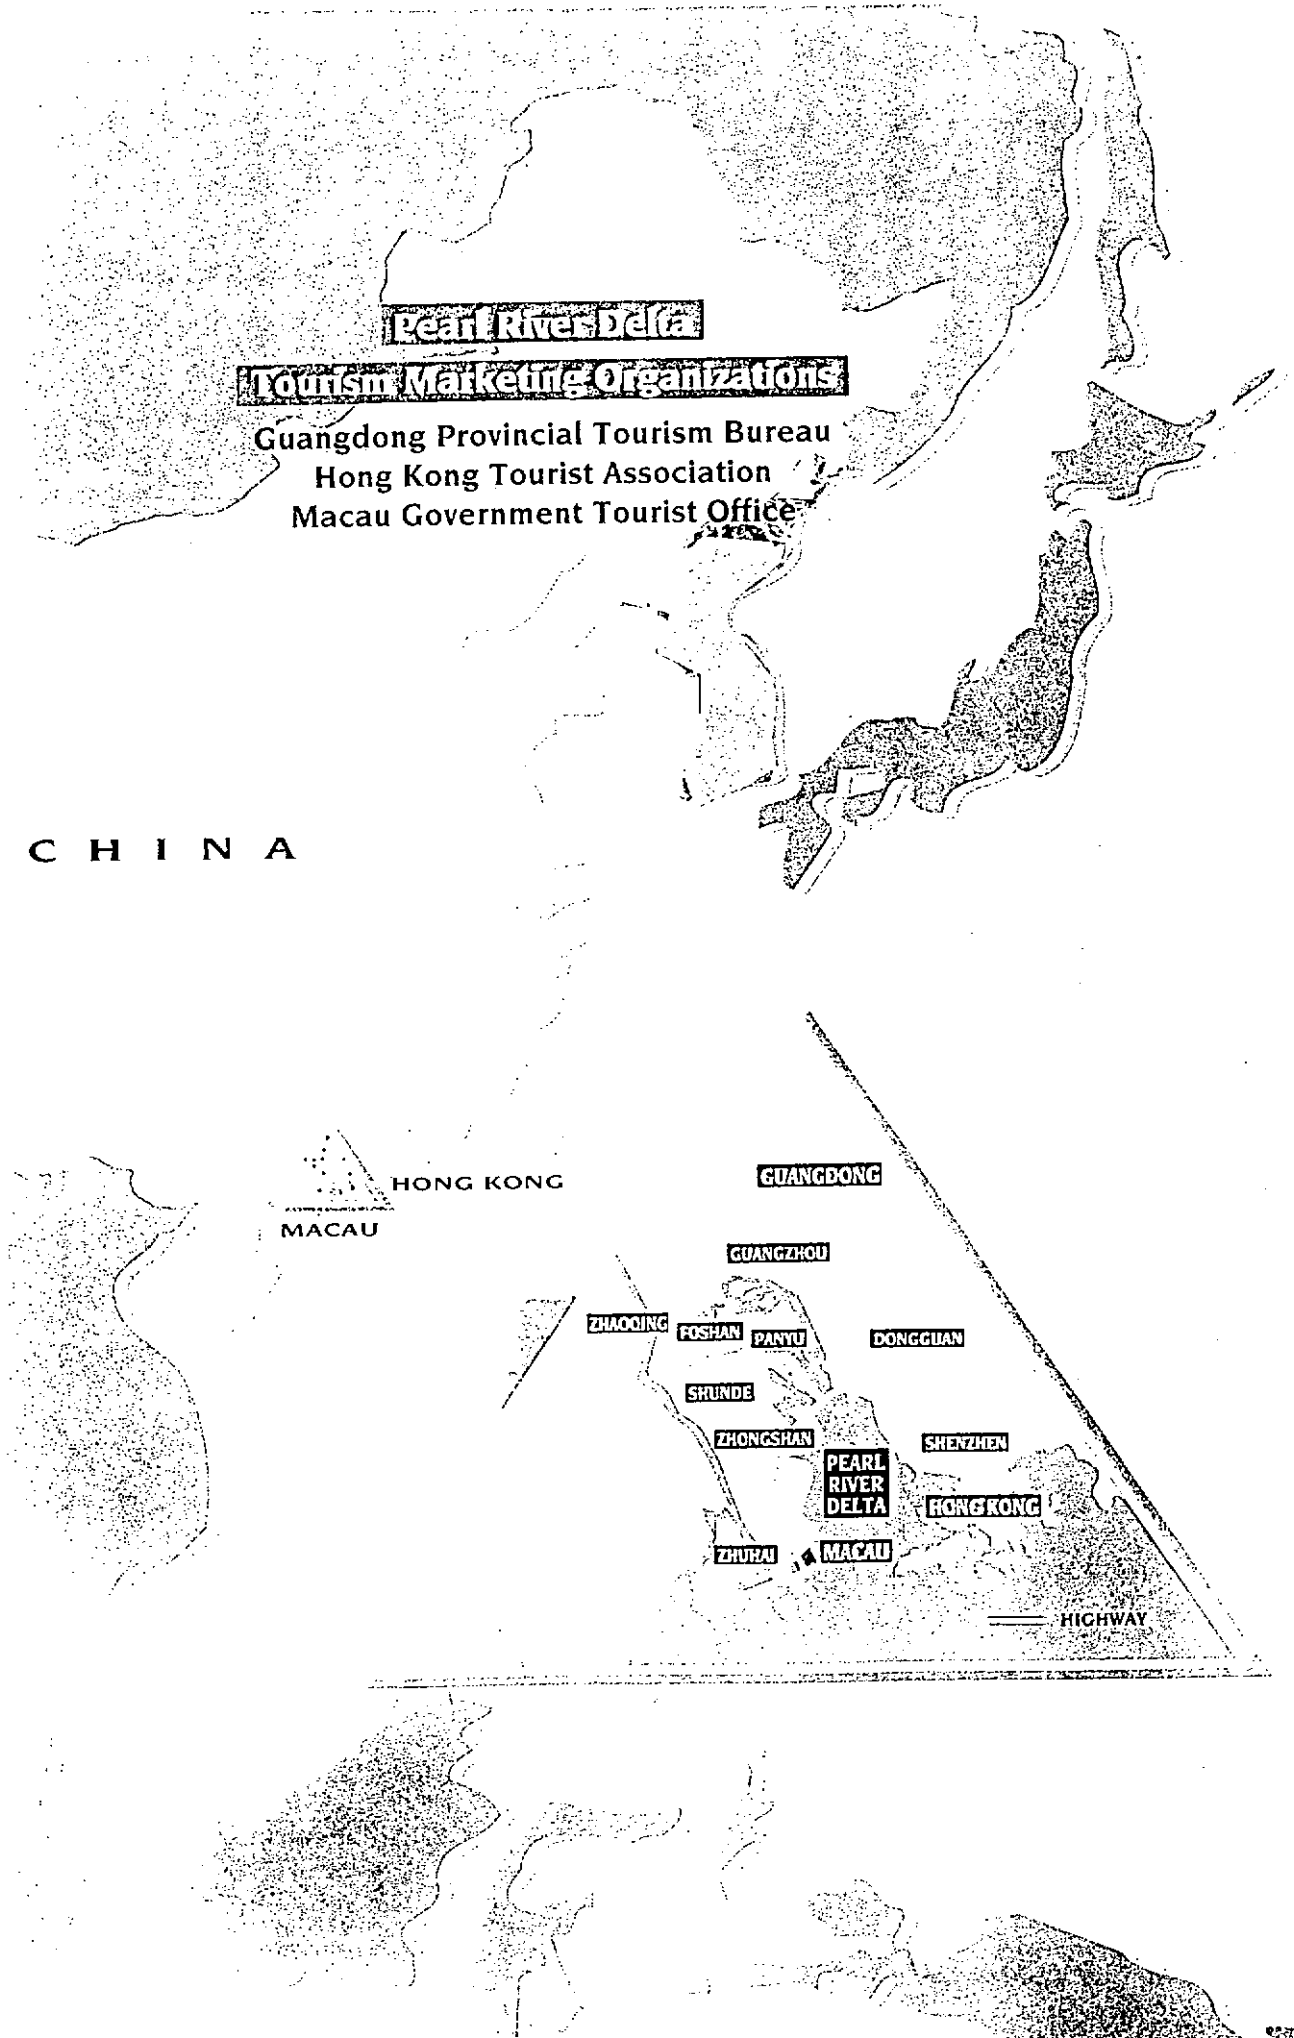 Pearl River Delta
Tourism Marketing Organizations
Guangdong Provincial Tourism Bureau
Hong Kong Tourist Association
Macau Government Tourist Office
CHINA
HONG KONG
MACAU
GUANGDONG
GUANGZHOU
ZHAOQING
FOSHAN
PANYU
DONGGUAN
SHUNDE
ZHONGSHAN
SHENZHEN
PEARL
RIVER
DELTA
HONG KONG
ZHUHAI
MACAU
HIGHWAY